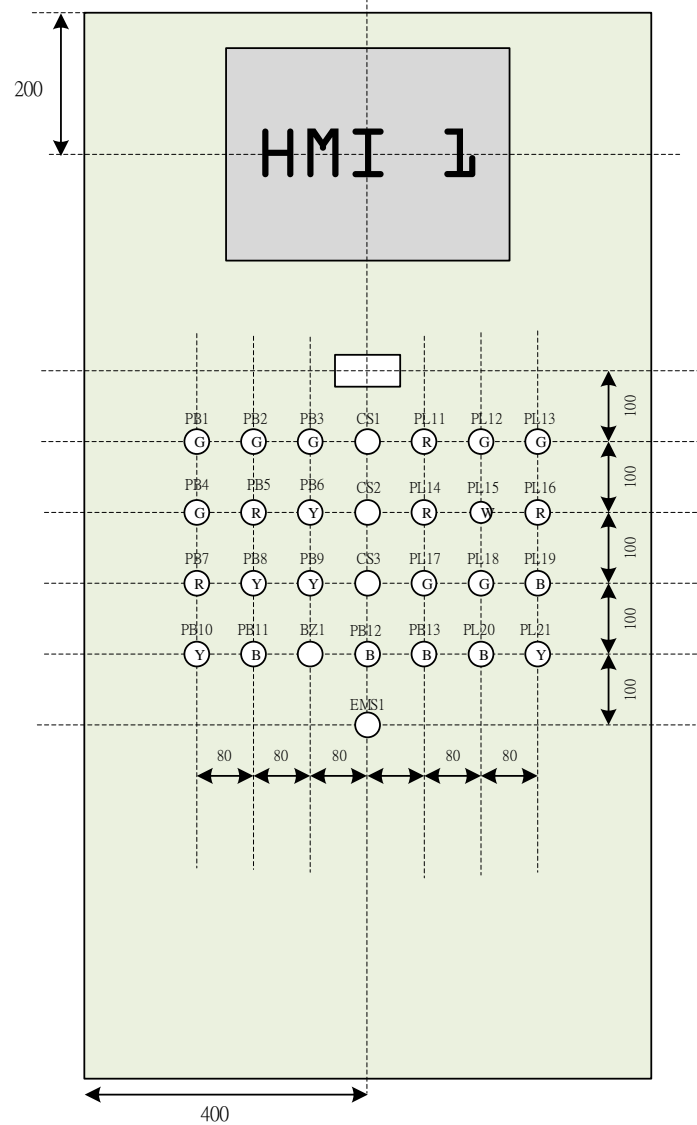 200
HMI 1
100
PB1 PB2 PB3 CS1 PL11 PL12 PL13
G G G R G G
100
PB4 PB5 PB6 CS2 PL14 PL15 PL16
G R Y R W R
100
PB7 PB8 PB9 CS3 PL17 PL18 PL19
R Y Y G G B
100
PB10 PB11 BZ1 PB12 PB13 PL20 PL21
Y B B B B Y
100
EMS1
80 80 80 80 80
400